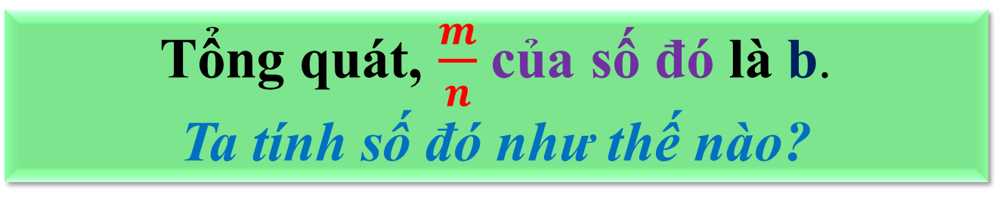 Tổng quát, m/n của số đó là b.
Ta tính số đó như thế nào?